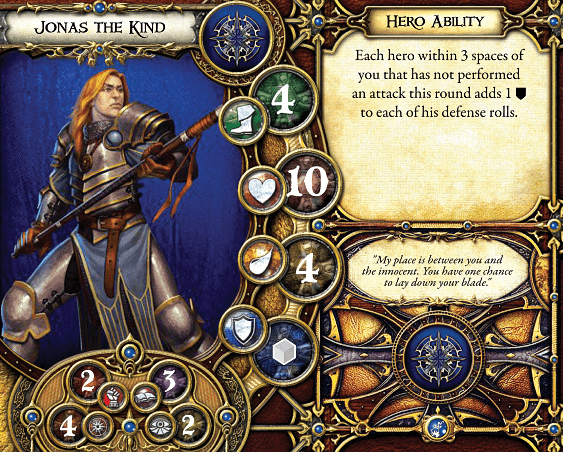 Jonas the Kind
4
10
4
2
3
4
2
Hero Ability
Each hero within 3 spaces of
you that has not performed
an attack this round adds 1
to each of his defense rolls.
"My place is between you and
the innocent. You have one chance
to lay down your blade."